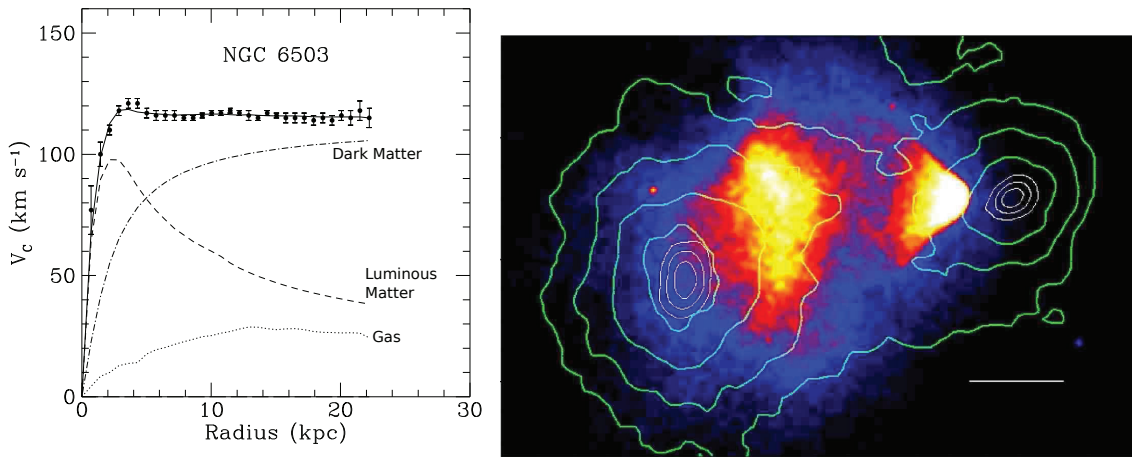 NGC 6503
150
100
50
0
V_c (km s⁻¹)
Dark Matter
Luminous
Matter
Gas
0
10
20
30
Radius (kpc)